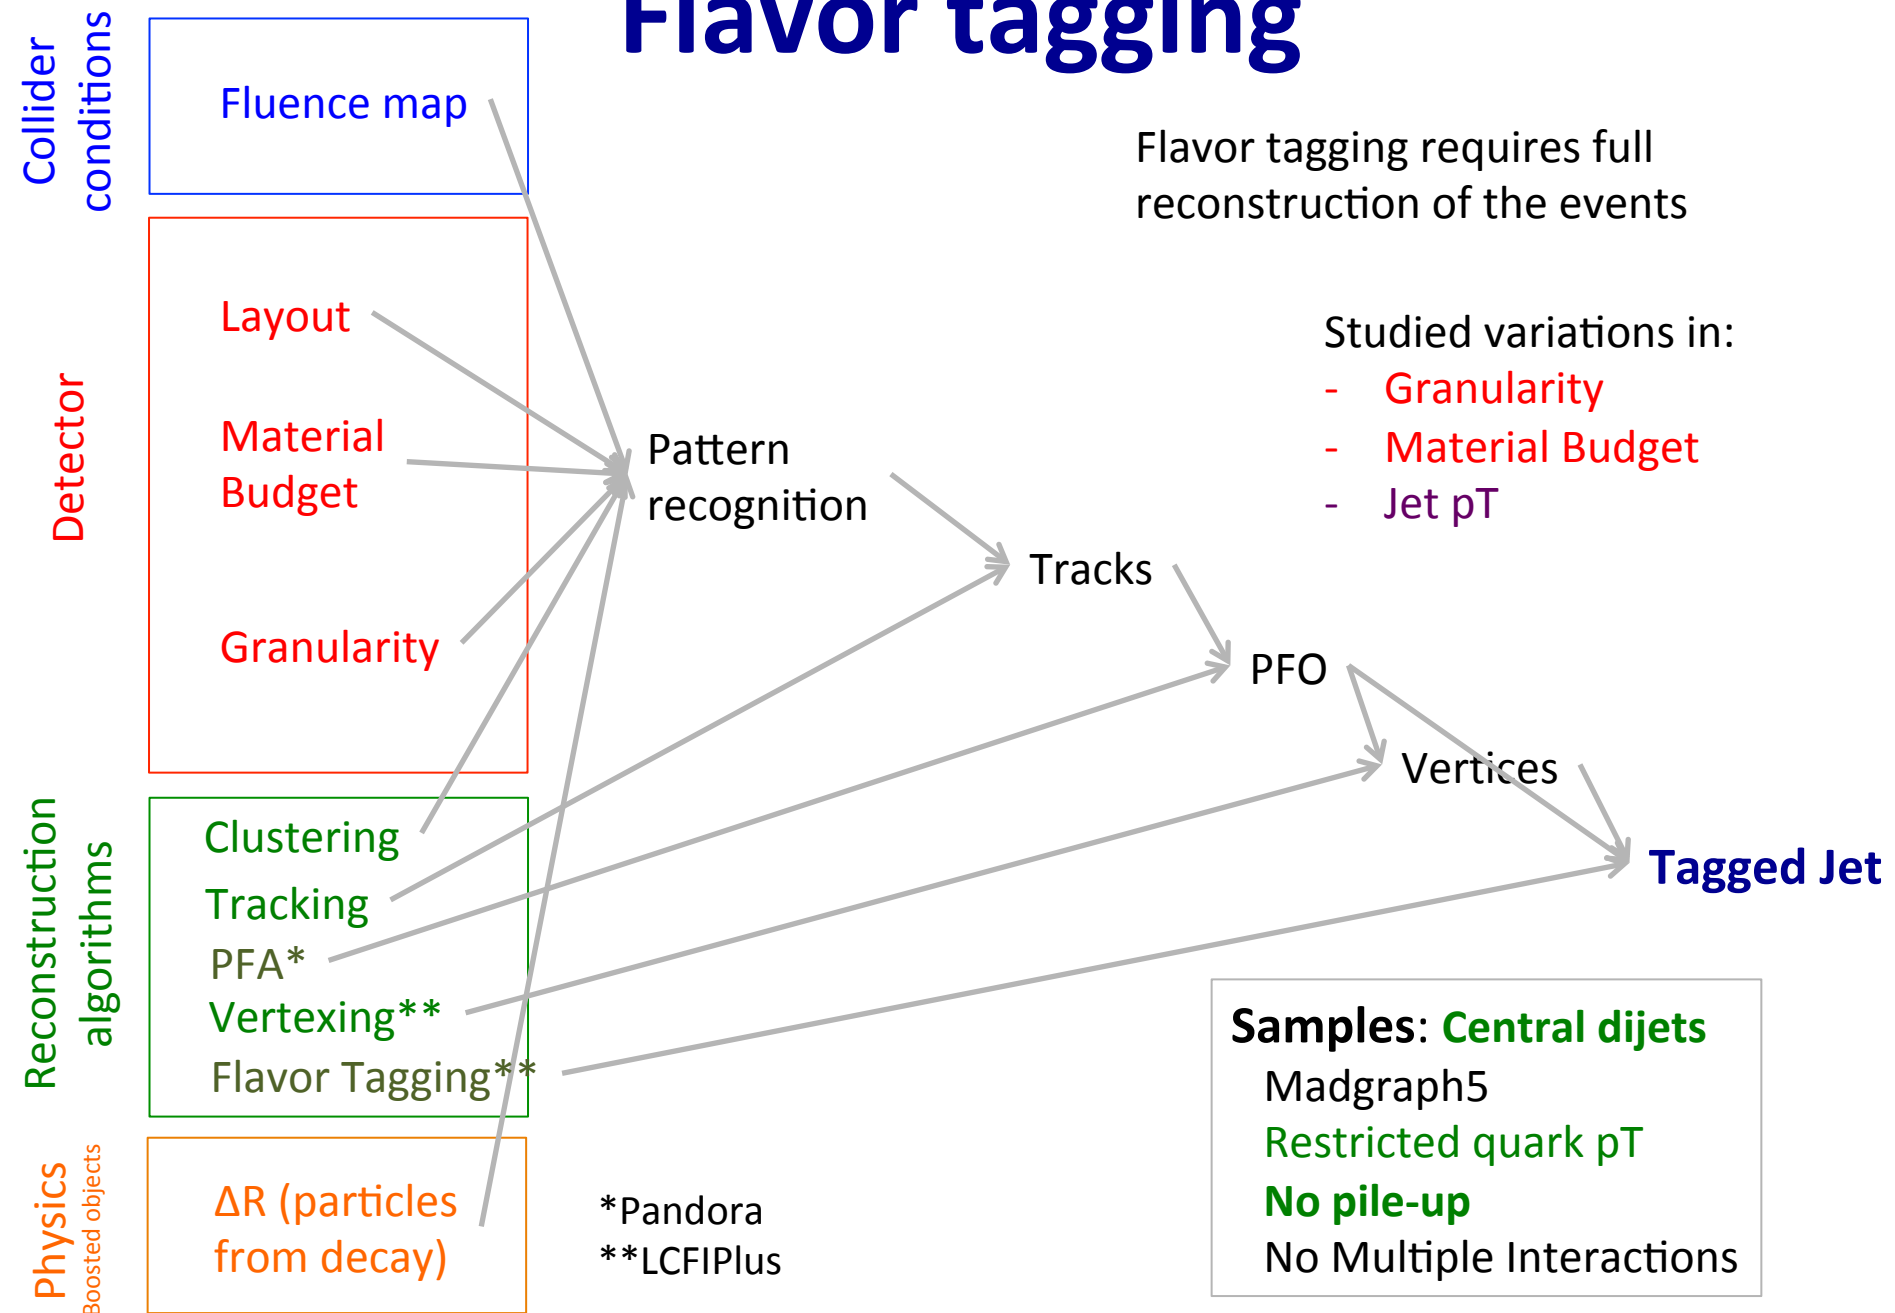 Flavor tagging
Collider
conditions
Fluence map
Flavor tagging requires full
reconstruction of the events
Detector
Layout
Material
Budget
Granularity
Studied variations in:
- Granularity
- Material Budget
- Jet pT
Pattern
recognition
Tracks
PFO
Vertices
Tagged Jet
Reconstruction
algorithms
Clustering
Tracking
PFA*
Vertexing**
Flavor Tagging**
Physics
Boosted objects
ΔR (particles
from decay)
*Pandora
**LCFIPlus
Samples: Central dijets
Madgraph5
Restricted quark pT
No pile-up
No Multiple Interactions